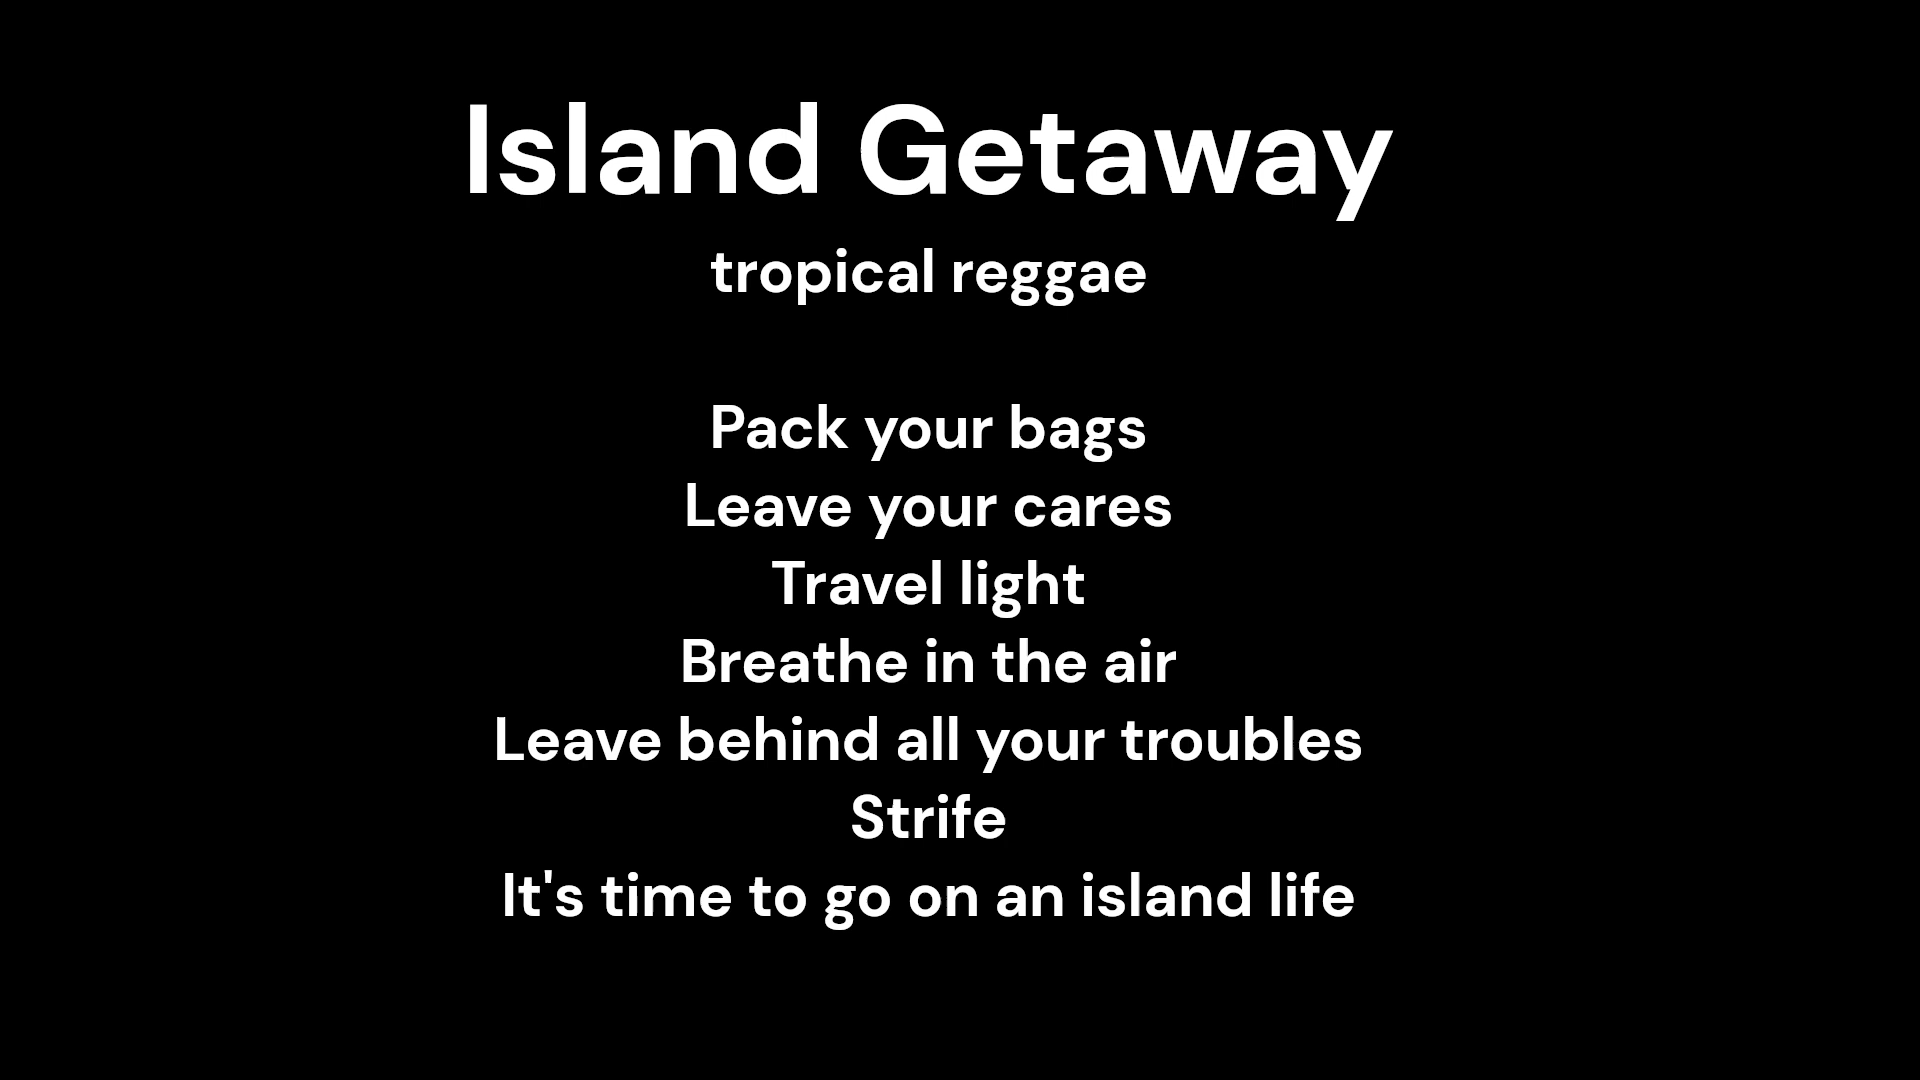 Island Getaway
tropical reggae
Pack your bags
Leave your cares
Travel light
Breathe in the air
Leave behind all your troubles
Strife
It's time to go on an island life